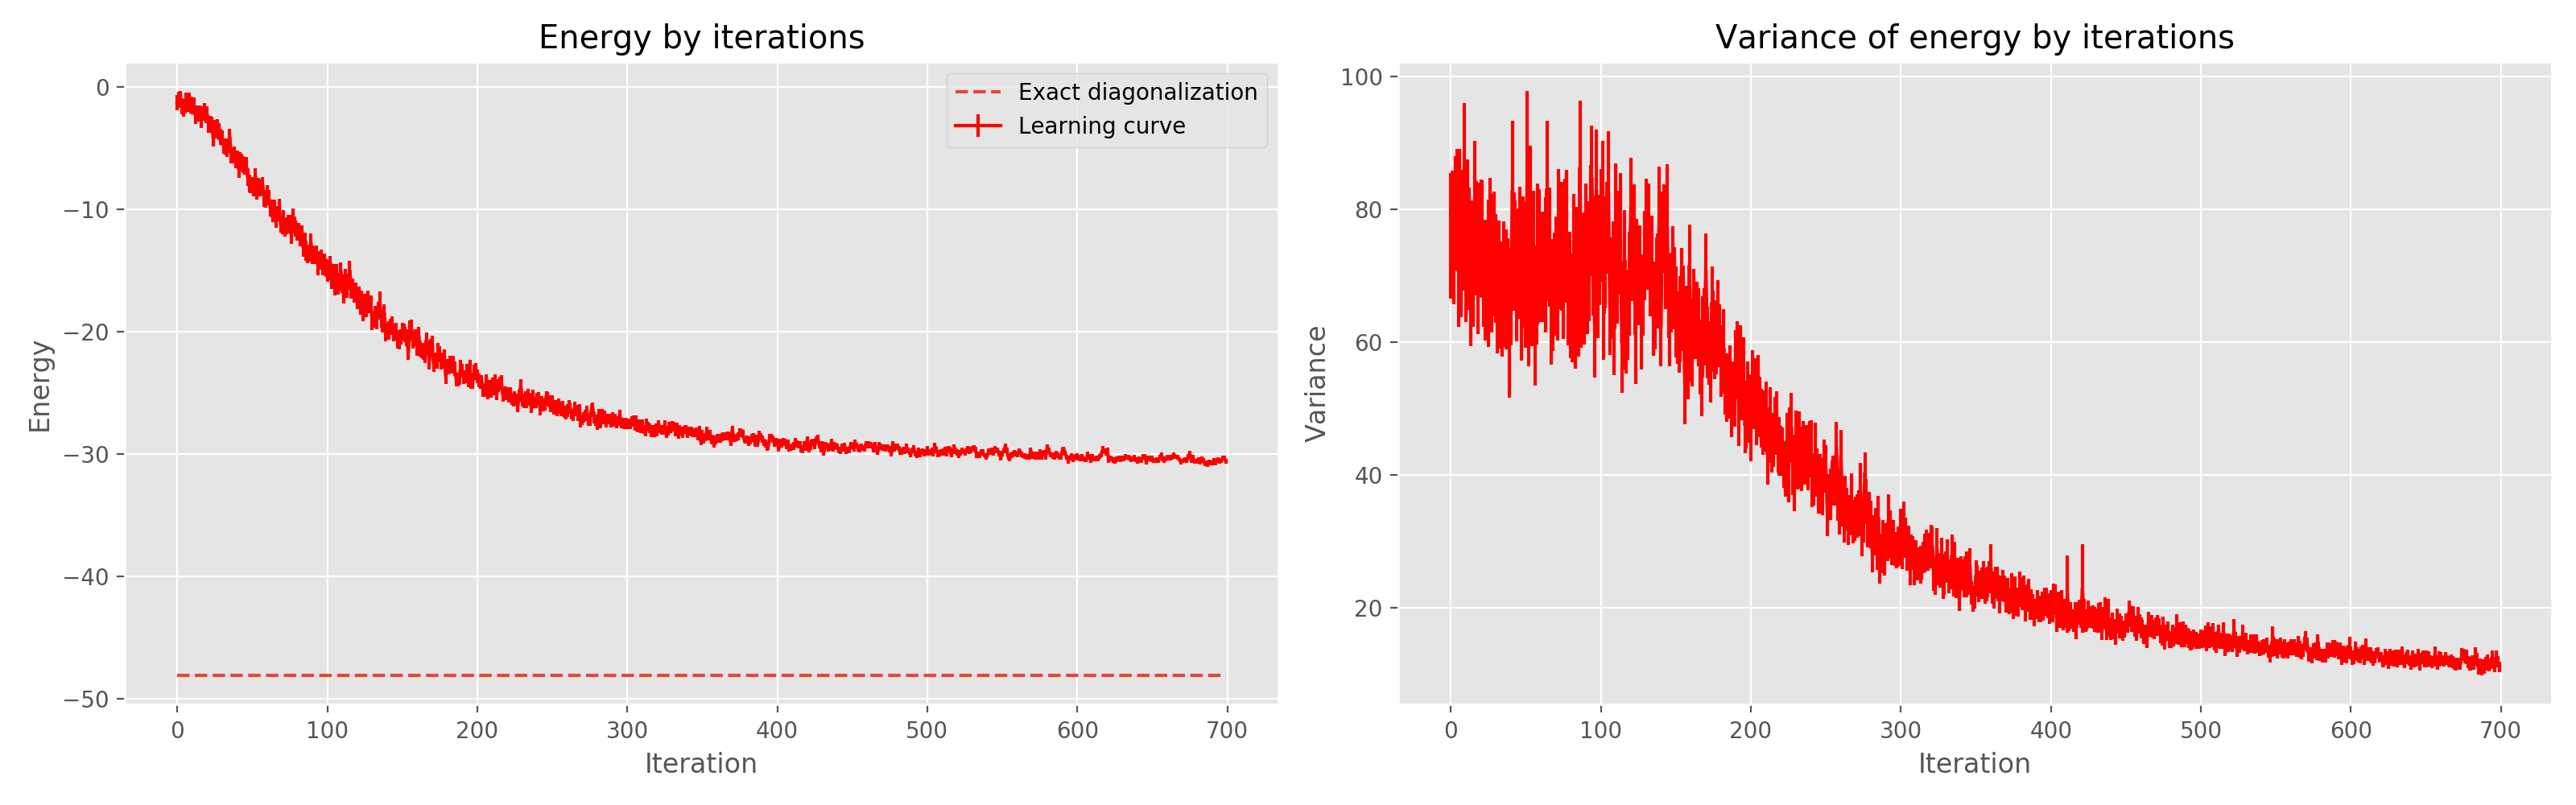 Energy by iterations
Exact diagonalization
Learning curve
0
−10
−20
−30
−40
−50
Energy
0 100 200 300 400 500 600 700
Iteration
Variance of energy by iterations
100
80
60
40
20
Variance
0 100 200 300 400 500 600 700
Iteration